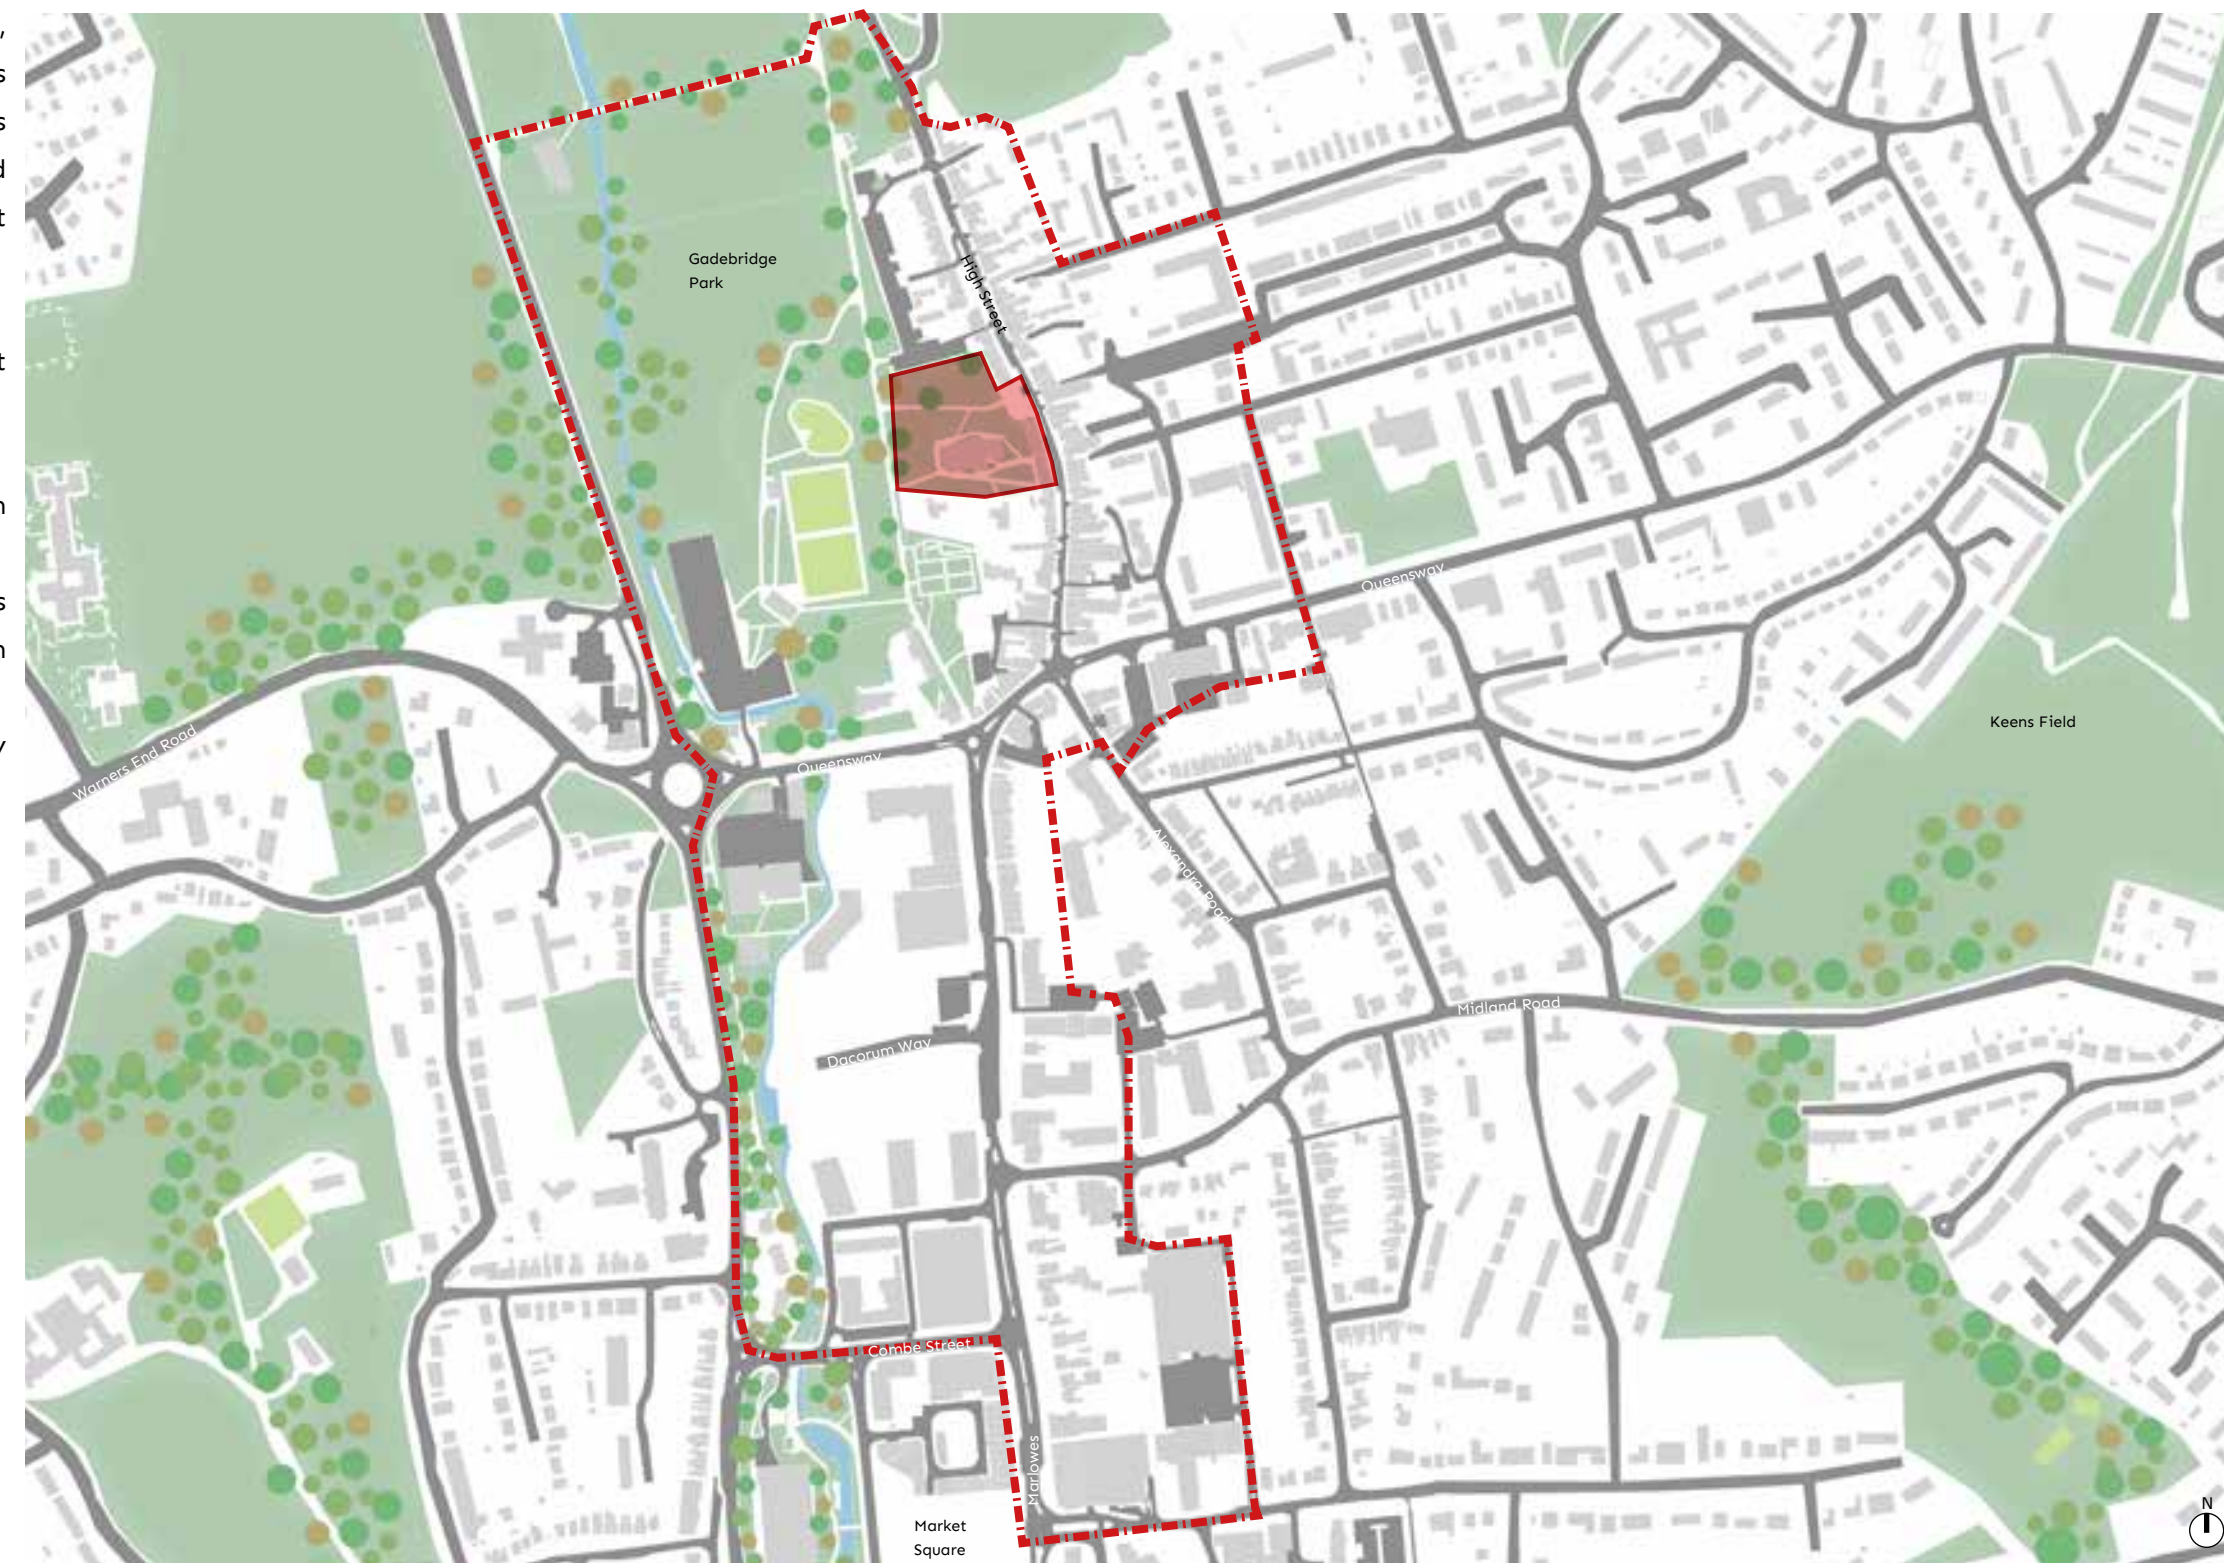 ,
s
s
d
t
t
n
s
n
y
High Street
Gadebridge
Park
Queensway
Keens Field
Warners End Road
Queensway
Alexandra Road
Midland Road
Dacorum Way
Combe Street
Marlowes
Market
Square
N